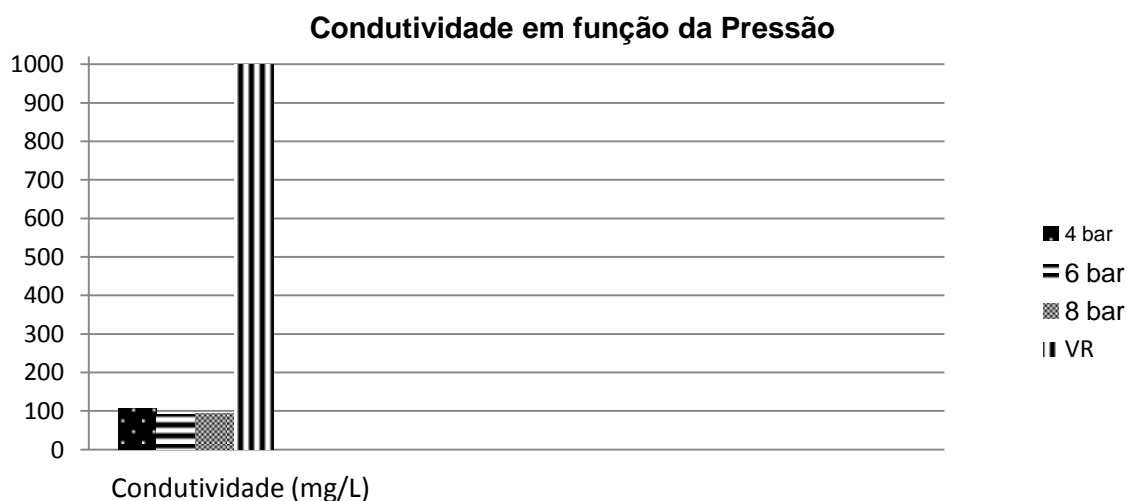 Condutividade em função da Pressão
1000
900
800
700
600
500
400
300
200
100
0
Condutividade (mg/L)
4 bar
6 bar
8 bar
VR